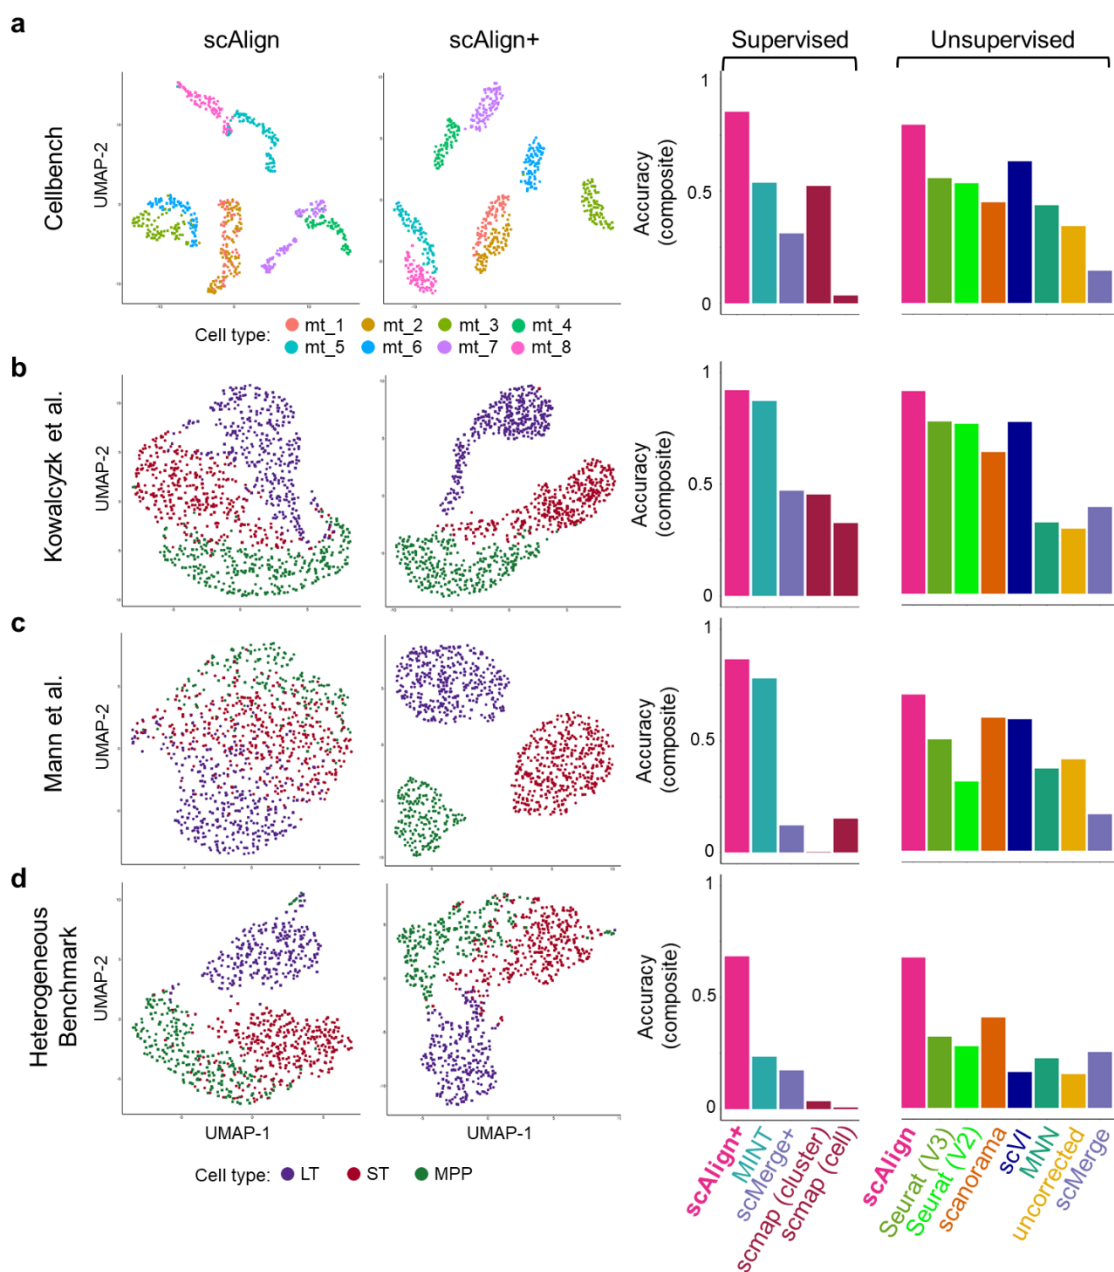 a
scAlign
scAlign+
Supervised
Unsupervised
Cellbench
UMAP-2
Accuracy
(composite)
1
0.5
0
Cell type:
mt_1
mt_2
mt_3
mt_4
mt_5
mt_6
mt_7
mt_8
b
Kowalcyzk et al.
UMAP-2
Accuracy
(composite)
1
0.5
0
c
Mann et al.
UMAP-2
Accuracy
(composite)
1
0.5
0
d
Heterogeneous
Benchmark
UMAP-2
UMAP-1
UMAP-1
Accuracy
(composite)
1
0.5
0
Cell type:
LT
ST
MPP
scAlign+
MINT
scMerge+
scmap (cluster)
scmap (cell)
scAlign
Seurat (V3)
Seurat (V2)
scanorama
scVI
MNN
uncorrected
scMerge